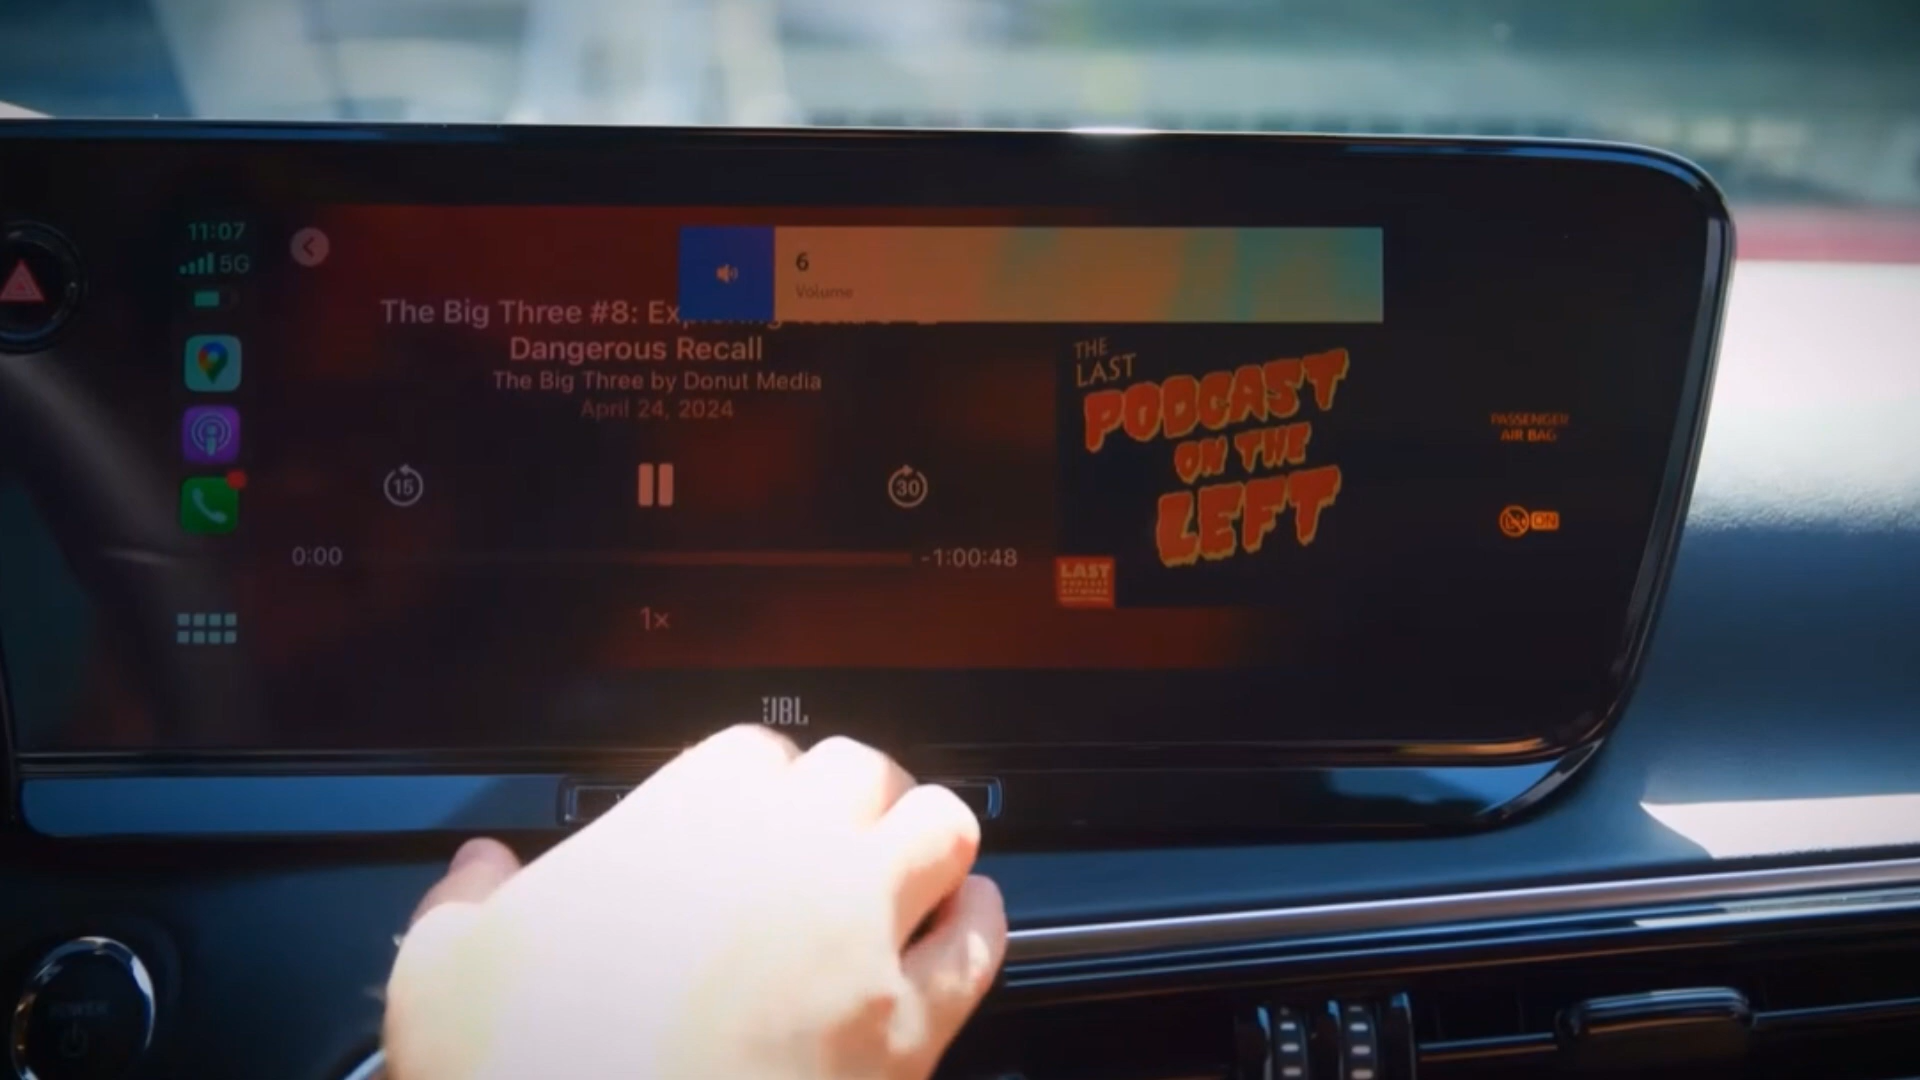 11:07
5G
6
Volume
The Big Three #8:
Dangerous Recall
The Big Three by Donut Media
April 24, 2024
15
30
0:00
-1:00:48
1x
THE
LAST
PODCAST
ON THE
LEFT
LAST
PASSENGER
AIR BAG
ON
JBL
POWER